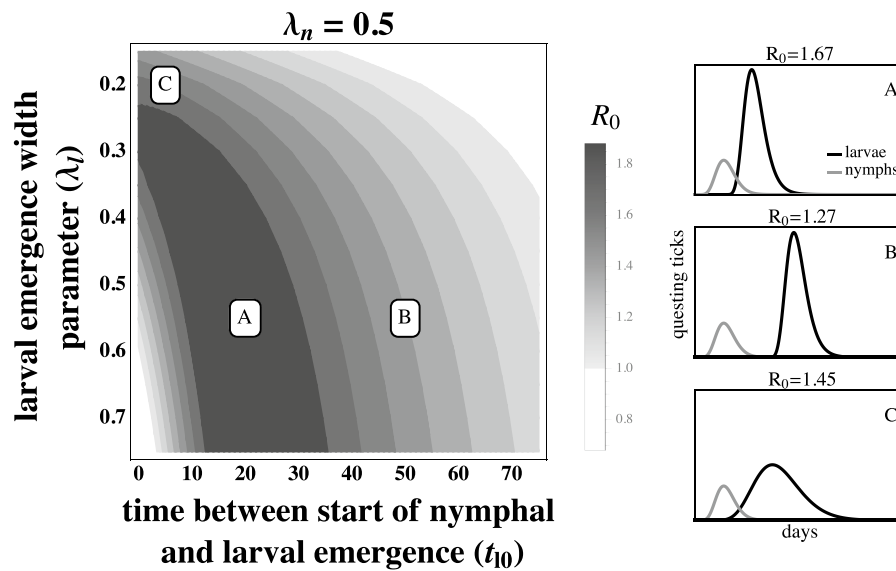 λn = 0.5
larval emergence width
parameter (λl)
0.2
0.3
0.4
0.5
0.6
0.7
C
A
B
0 10 20 30 40 50 60 70
time between start of nymphal
and larval emergence (tl0)
R0
1.8
1.6
1.4
1.2
1.0
0.8
questing ticks
R0=1.67
A
larvae
nymphs
R0=1.27
B
R0=1.45
C
days